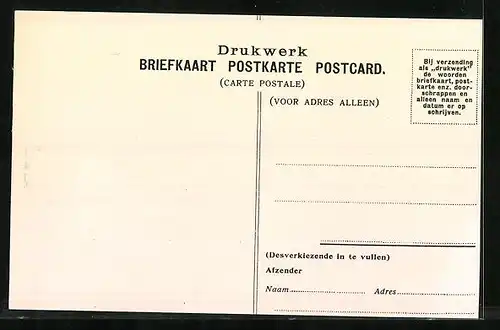 Drukwerk
BRIEFKAART POSTKARTE POSTCARD.
(CARTE POSTALE)
(VOOR ADRES ALLEEN)
Bij verzending
als „drukwerk"
de woorden
briefkaart, post-
karte enz. door-
schrappen en
alleen naam en
datum er op
schrijven.
(Desverkiezende in te vullen)
Afzender
Naam
Adres